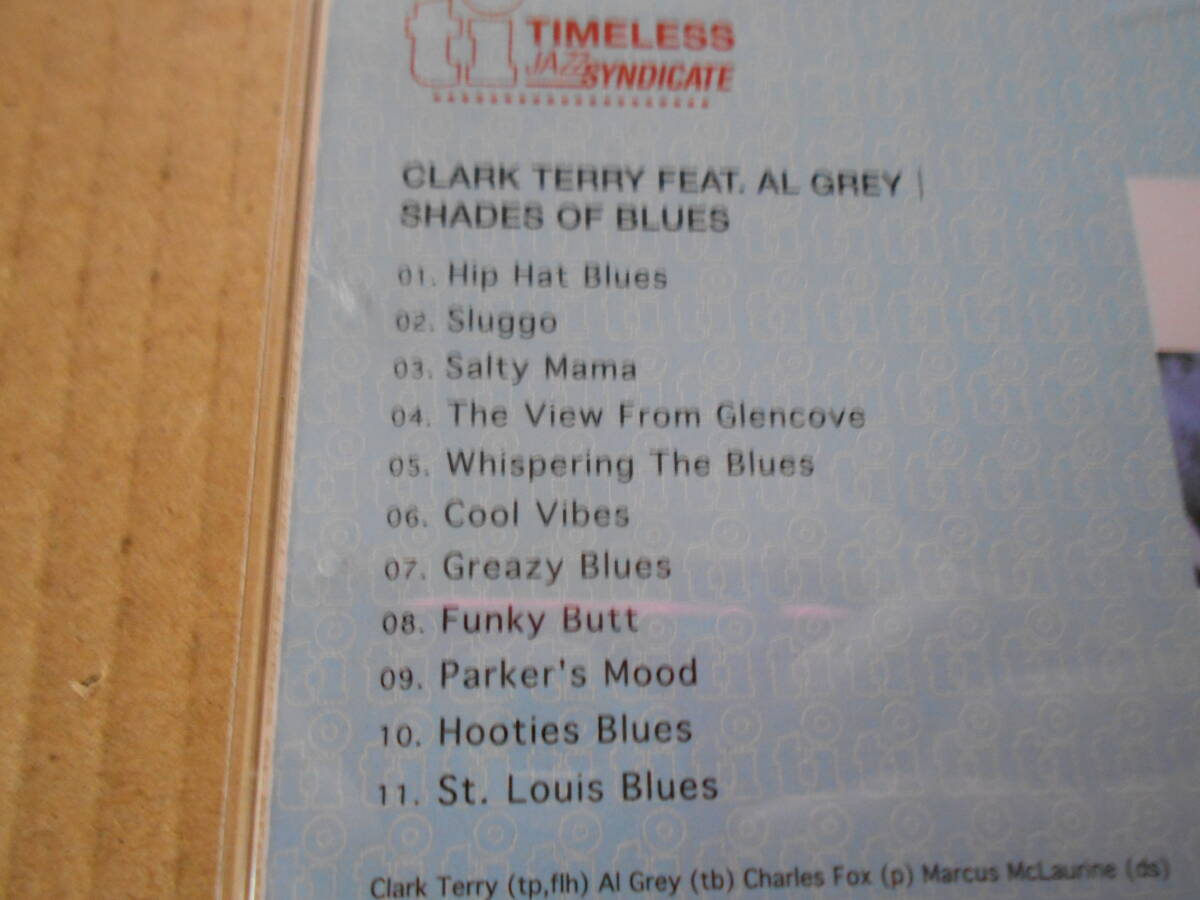 ti TIMELESS
JAZZ SYNDICATE
CLARK TERRY FEAT. AL GREY |
SHADES OF BLUES
01. Hip Hat Blues
02. Sluggo
03. Salty Mama
04. The View From Glencove
05. Whispering The Blues
06. Cool Vibes
07. Greazy Blues
08. Funky Butt
09. Parker's Mood
10. Hooties Blues
11. St. Louis Blues
Clark Terry (tp,flh) Al Grey (tb) Charles Fox (p) Marcus McLaurine (ds)